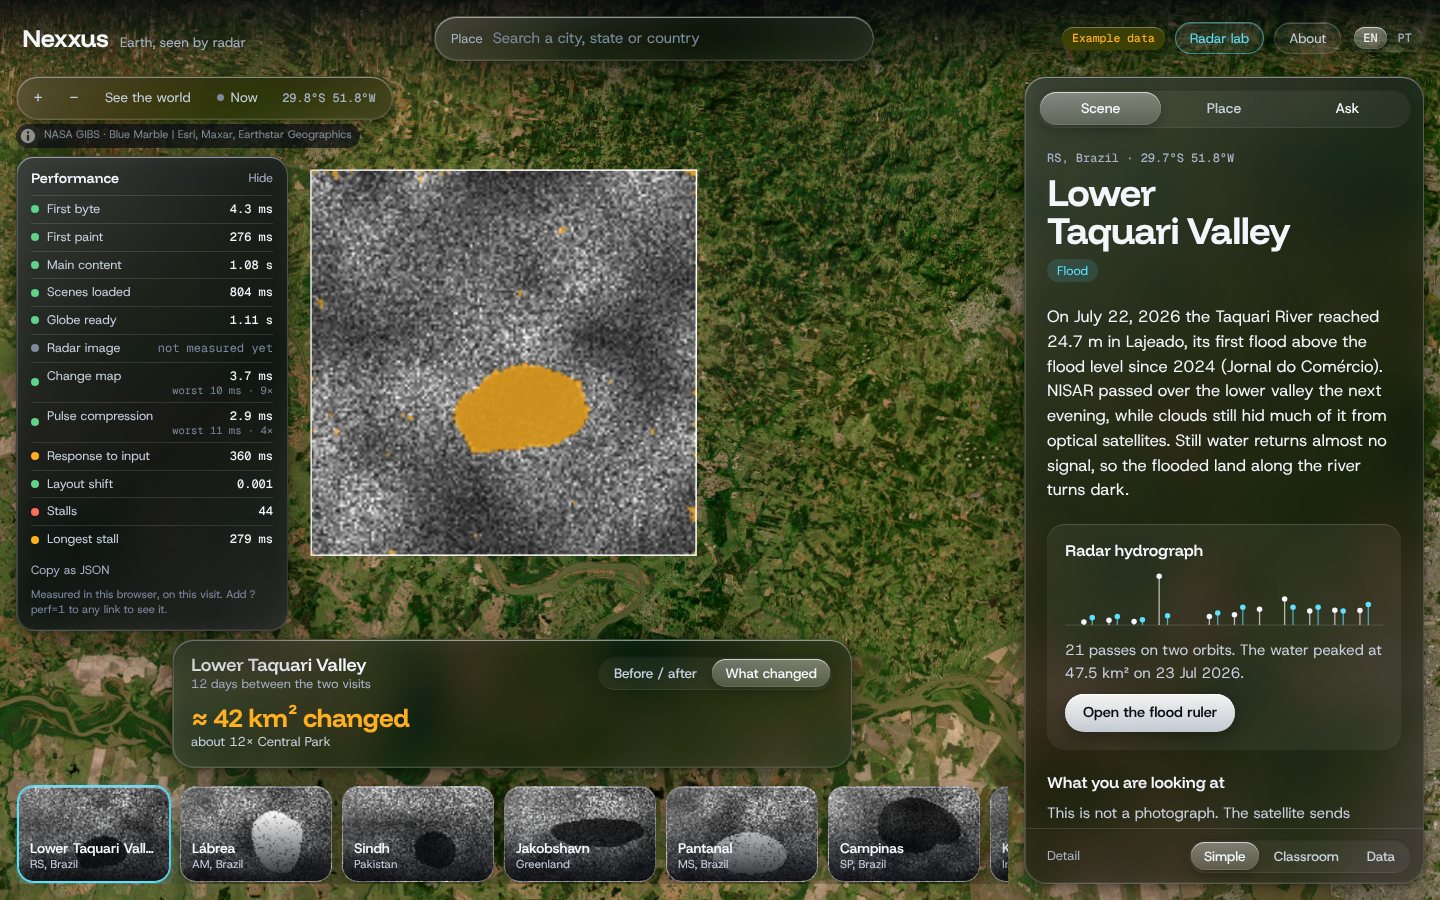 Nexxus Earth, seen by radar
Place Search a city, state or country
Example data
Radar lab
About
EN PT
+ − See the world Now 29.8°S 51.8°W
NASA GIBS · Blue Marble | Esri, Maxar, Earthstar Geographics
Performance Hide
First byte 4.3 ms
First paint 276 ms
Main content 1.08 s
Scenes loaded 804 ms
Globe ready 1.11 s
Radar image not measured yet
Change map 3.7 ms
worst 10 ms · 9×
Pulse compression 2.9 ms
worst 11 ms · 4×
Response to input 360 ms
Layout shift 0.001
Stalls 44
Longest stall 279 ms
Copy as JSON
Measured in this browser, on this visit. Add ?
perf=1 to any link to see it.
Lower Taquari Valley
12 days between the two visits
Before / after What changed
≈ 42 km² changed
about 12× Central Park
Lower Taquari Vall...
RS, Brazil
Lábrea
AM, Brazil
Sindh
Pakistan
Jakobshavn
Greenland
Pantanal
MS, Brazil
Campinas
SP, Brazil
Scene Place Ask
RS, Brazil · 29.7°S 51.8°W
Lower
Taquari Valley
Flood
On July 22, 2026 the Taquari River reached
24.7 m in Lajeado, its first flood above the
flood level since 2024 (Jornal do Comércio).
NISAR passed over the lower valley the next
evening, while clouds still hid much of it from
optical satellites. Still water returns almost no
signal, so the flooded land along the river
turns dark.
Radar hydrograph
21 passes on two orbits. The water peaked at
47.5 km² on 23 Jul 2026.
Open the flood ruler
What you are looking at
This is not a photograph. The satellite sends
Detail Simple Classroom Data